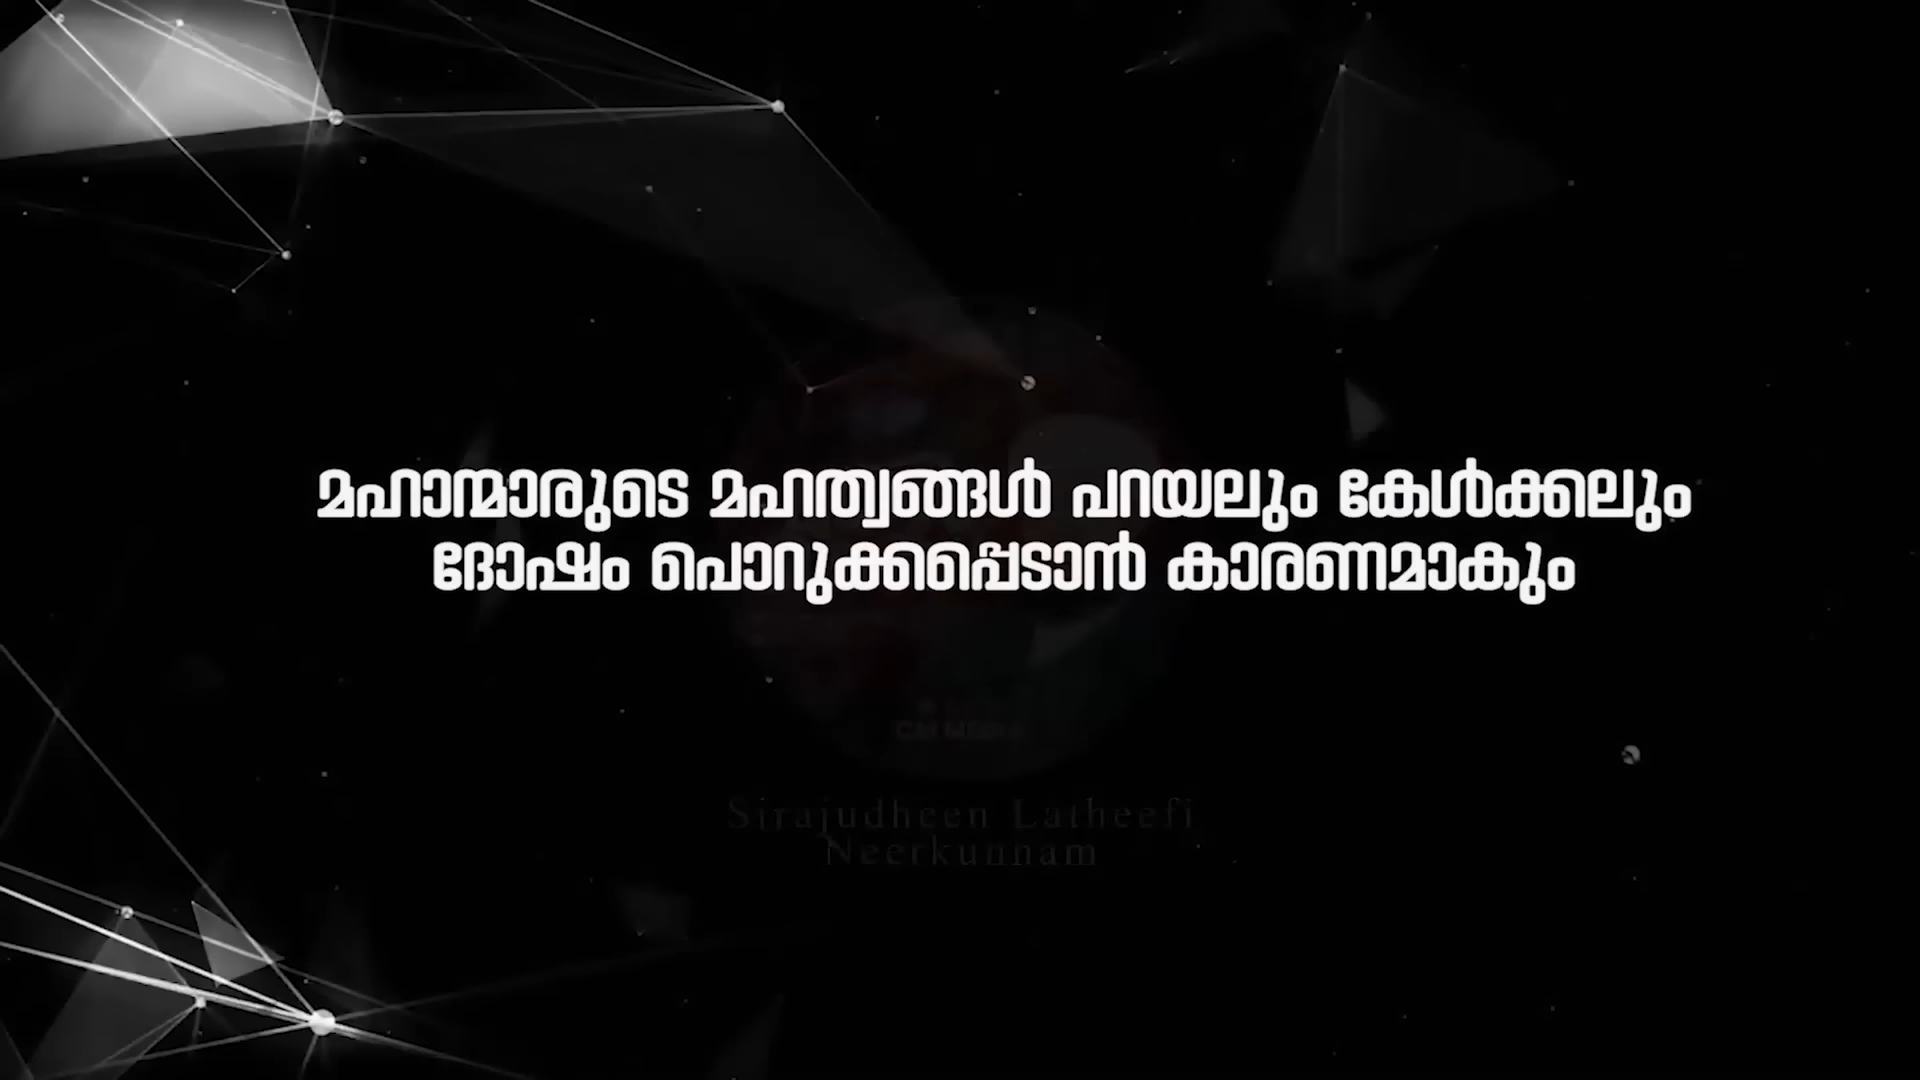 മഹാന്മാരുടെ മഹത്വങ്ങൾ പറയലും കേൾക്കലും
ദോഷം പൊറുക്കപ്പെടാൻ കാരണമാകും
Sirajudheen Latheefi
Neerkunnam